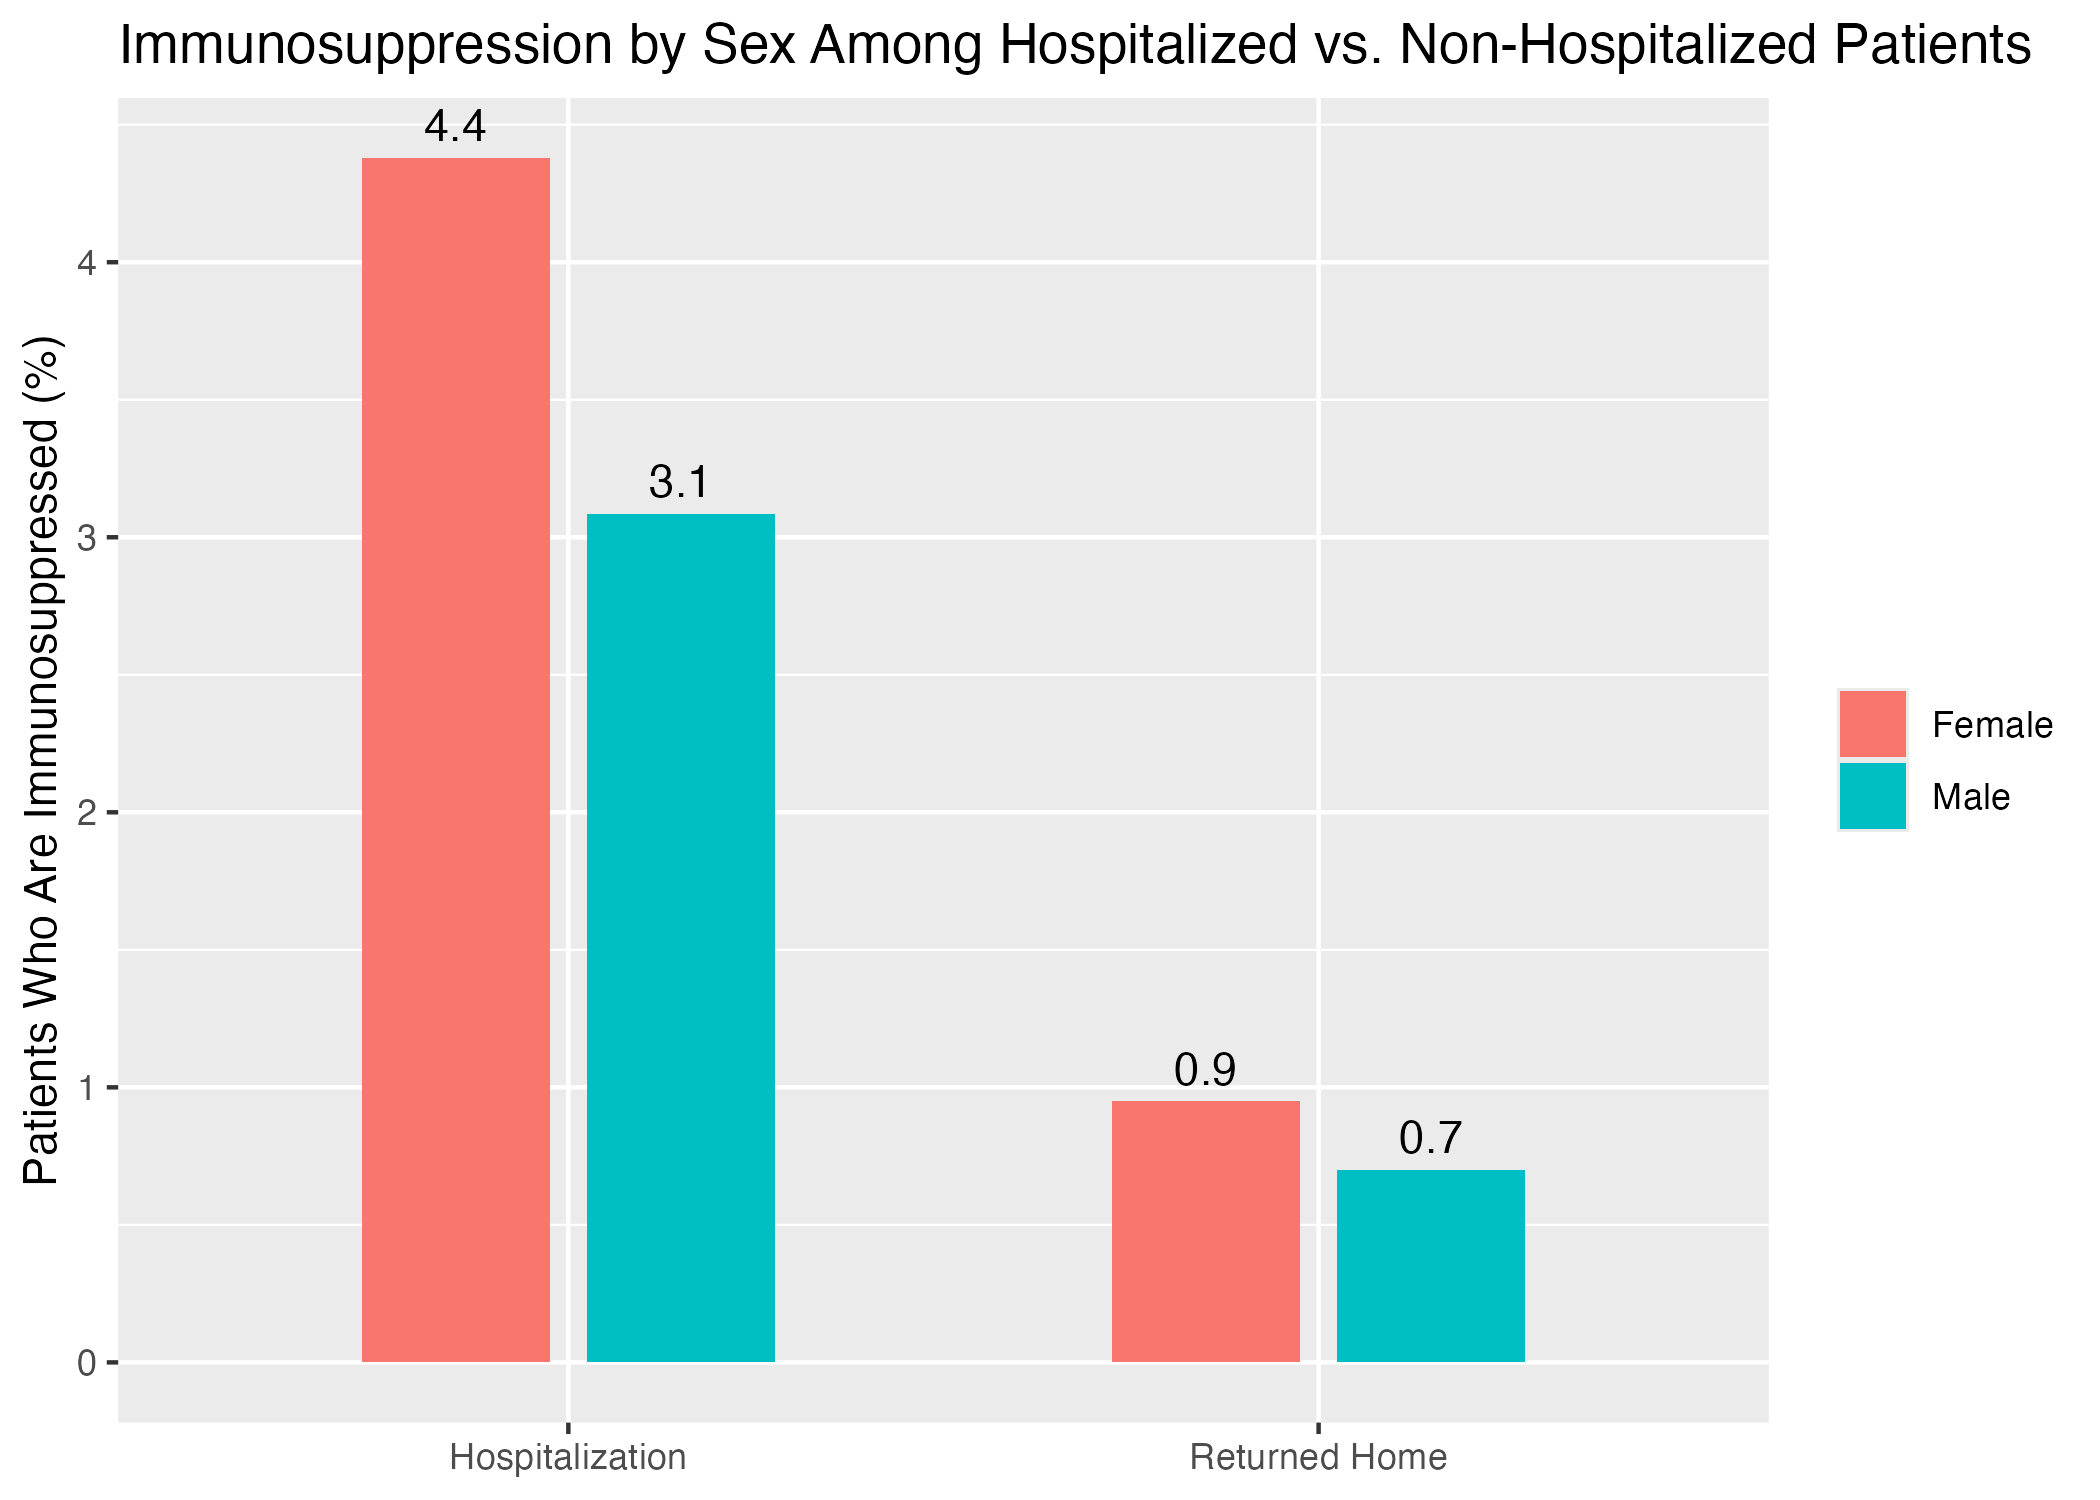 Immunosuppression by Sex Among Hospitalized vs. Non-Hospitalized Patients
Patients Who Are Immunosuppressed (%)
4
3
2
1
0
4.4
3.1
0.9
0.7
Hospitalization
Returned Home
Female
Male